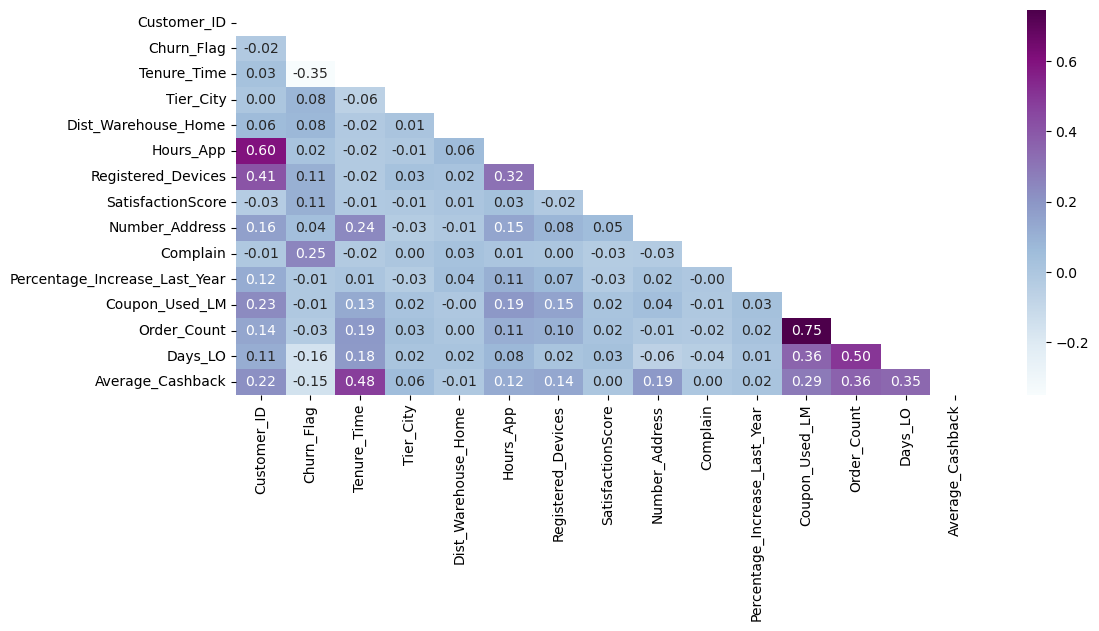 Customer_ID
Churn_Flag -0.02
Tenure_Time 0.03 -0.35
Tier_City 0.00 0.08 -0.06
Dist_Warehouse_Home 0.06 0.08 -0.02 0.01
Hours_App 0.60 0.02 -0.02 -0.01 0.06
Registered_Devices 0.41 0.11 -0.02 0.03 0.02 0.32
SatisfactionScore -0.03 0.11 -0.01 -0.01 0.01 0.03 -0.02
Number_Address 0.16 0.04 0.24 -0.03 -0.01 0.15 0.08 0.05
Complain -0.01 0.25 -0.02 0.00 0.03 0.01 0.00 -0.03 -0.03
Percentage_Increase_Last_Year 0.12 -0.01 0.01 -0.03 0.04 0.11 0.07 -0.03 0.02 -0.00
Coupon_Used_LM 0.23 -0.01 0.13 0.02 -0.00 0.19 0.15 0.02 0.04 -0.01 0.03
Order_Count 0.14 -0.03 0.19 0.03 0.00 0.11 0.10 0.02 -0.01 -0.02 0.02 0.75
Days_LO 0.11 -0.16 0.18 0.02 0.02 0.08 0.02 0.03 -0.06 -0.04 0.01 0.36 0.50
Average_Cashback 0.22 -0.15 0.48 0.06 -0.01 0.12 0.14 0.00 0.19 0.00 0.02 0.29 0.36 0.35
Customer_ID
Churn_Flag
Tenure_Time
Tier_City
Dist_Warehouse_Home
Hours_App
Registered_Devices
SatisfactionScore
Number_Address
Complain
Percentage_Increase_Last_Year
Coupon_Used_LM
Order_Count
Days_LO
Average_Cashback
0.6
0.4
0.2
0.0
−0.2